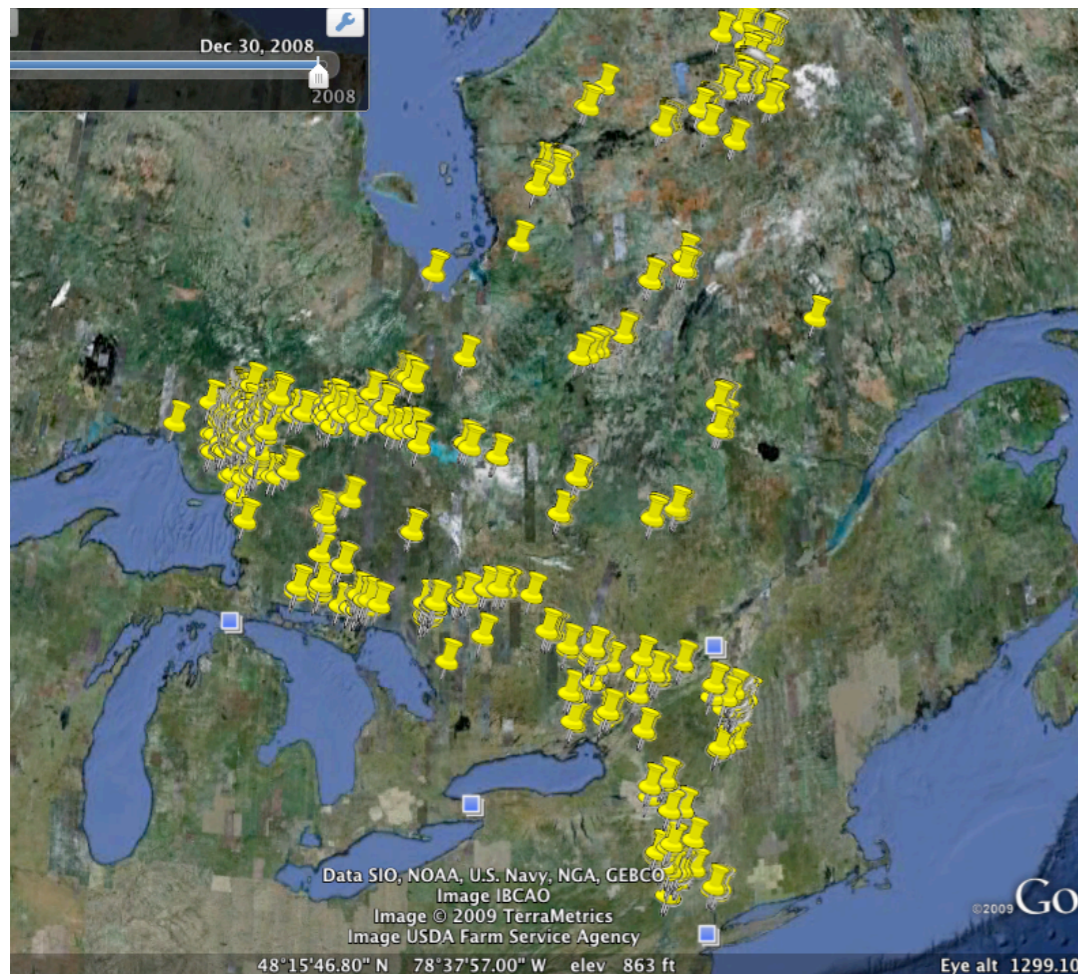 Dec 30, 2008
2008
Data SIO, NOAA, U.S. Navy, NGA, GEBCO
Image IBCAO
Image © 2009 TerraMetrics
Image USDA Farm Service Agency
©2009 Go
48°15'46.80" N 78°37'57.00" W elev 863 ft Eye alt 1299.10